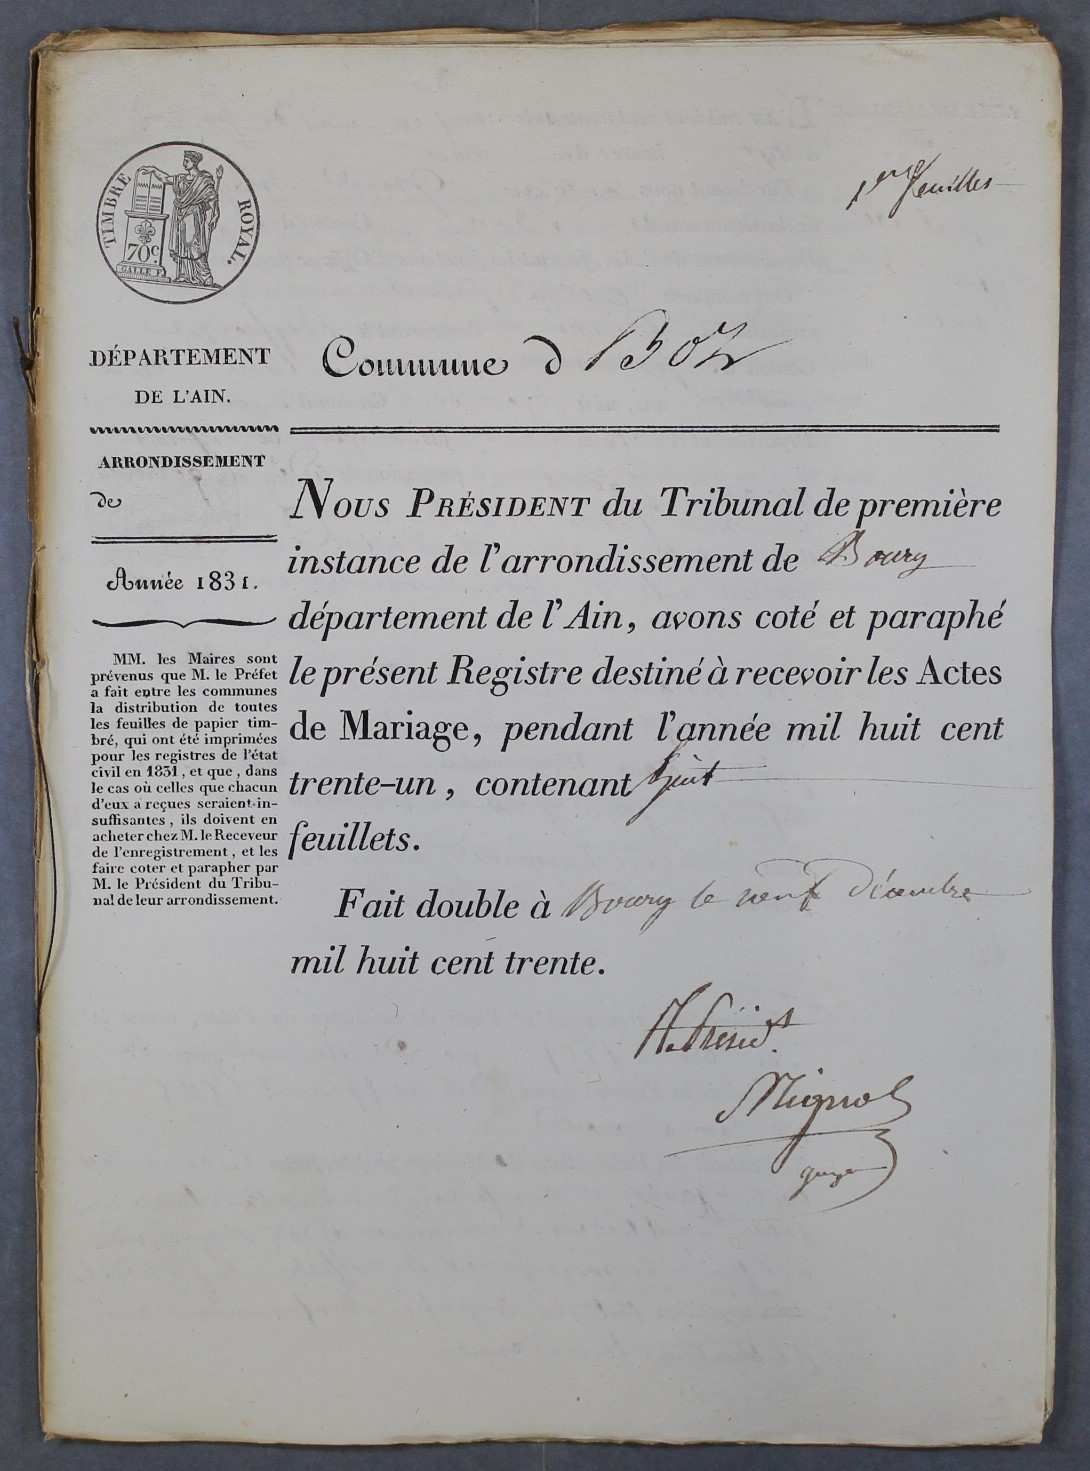 1ere feuille
TIMBRE ROYAL.
70c
GALLE F.
DÉPARTEMENT
DE L'AIN.
Commune d Boz
ARRONDISSEMENT
de
Année 1831.
MM. les Maires sont
prévenus que M. le Préfet
a fait entre les communes
la distribution de toutes
les feuilles de papier tim-
bré, qui ont été imprimées
pour les registres de l'état
civil en 1831, et que, dans
le cas où celles que chacun
d'eux a reçues seraient in-
suffisantes, ils doivent en
acheter chez M. le Receveur
de l'enregistrement, et les
faire coter et parapher par
M. le Président du Tribu-
nal de leur arrondissement.
NOUS PRÉSIDENT du Tribunal de première
instance de l'arrondissement de Bourg
département de l'Ain, avons coté et paraphé
le présent Registre destiné à recevoir les Actes
de Mariage, pendant l'année mil huit cent
trente-un, contenant huit
feuillets.
Fait double à Bourg le neuf Décembre
mil huit cent trente.